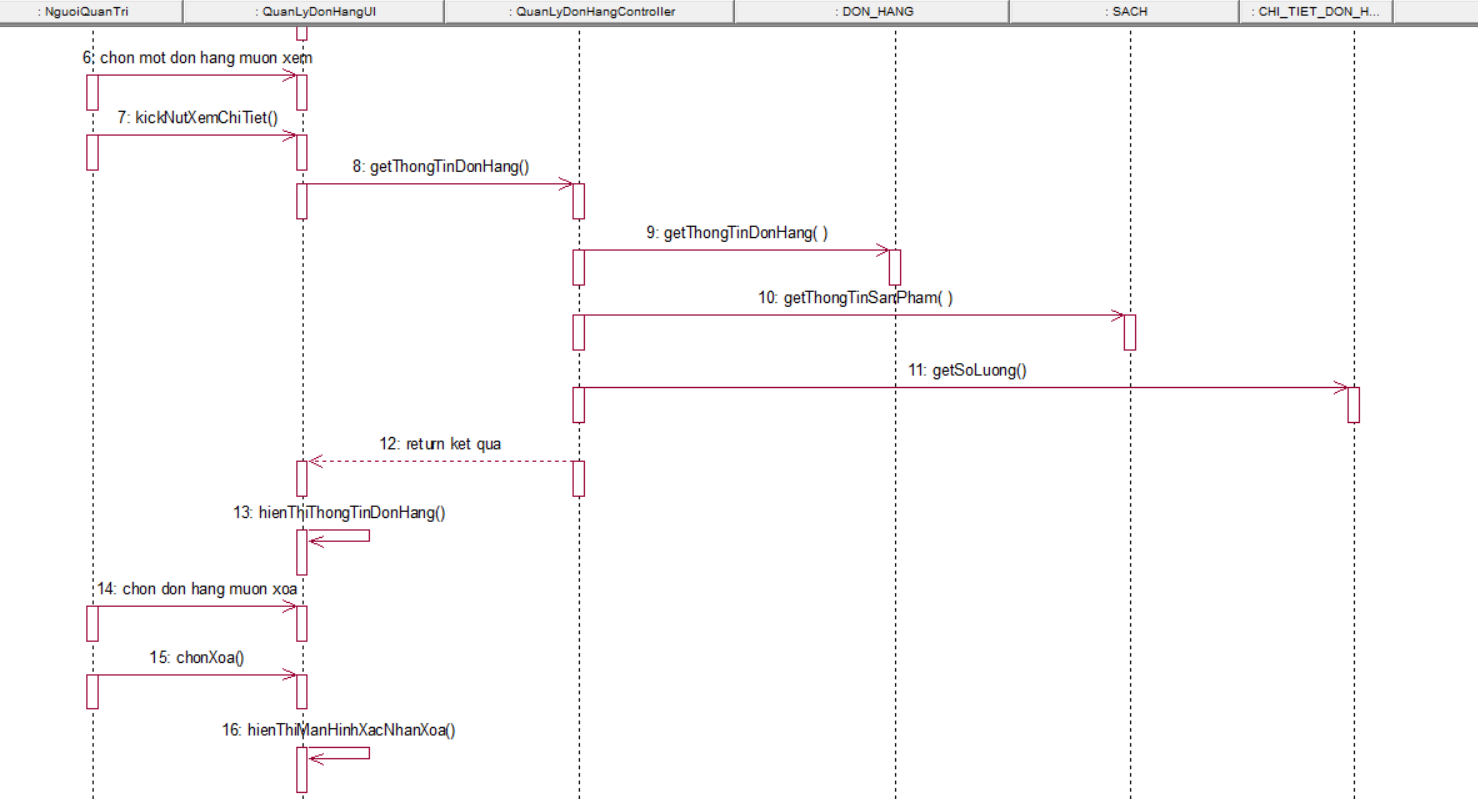 : NguoiQuanTri
: QuanLyDonHangUI
: QuanLyDonHangController
: DON_HANG
: SACH
: CHI_TIET_DON_H...
6: chon mot don hang muon xem
7: kickNutXemChiTiet()
8: getThongTinDonHang()
9: getThongTinDonHang( )
10: getThongTinSanPham( )
11: getSoLuong()
12: return ket qua
13: hienThiThongTinDonHang()
14: chon don hang muon xoa
15: chonXoa()
16: hienThiManHinhXacNhanXoa()